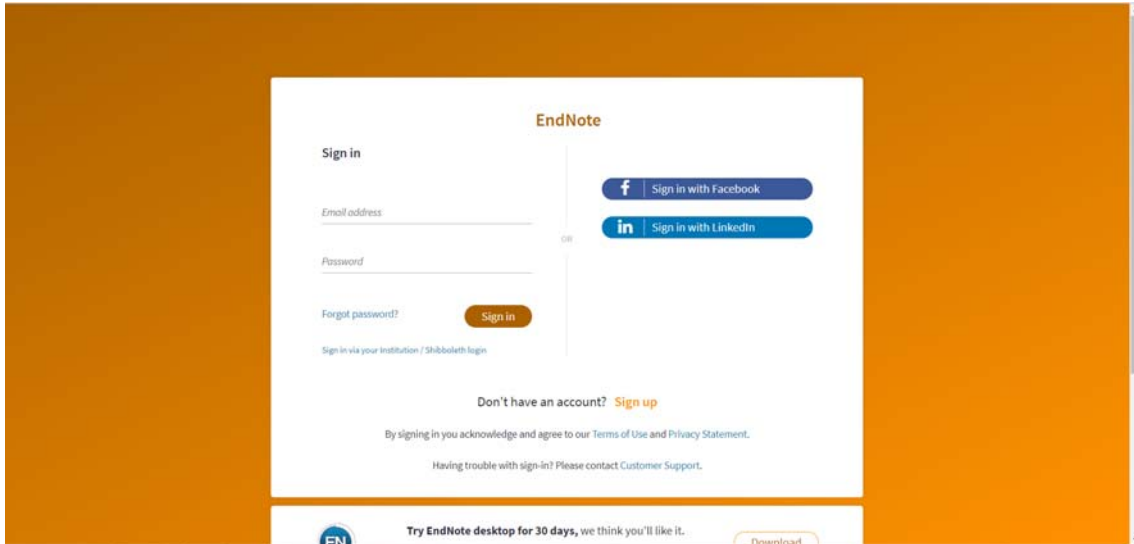 EndNote
Sign in
Email address
Password
Forgot password?
Sign in
Sign in via your Institution / Shibboleth login
OR
f Sign in with Facebook
in Sign in with LinkedIn
Don't have an account? Sign up
By signing in you acknowledge and agree to our Terms of Use and Privacy Statement.
Having trouble with sign-in? Please contact Customer Support.
EN
Try EndNote desktop for 30 days, we think you'll like it.
Download